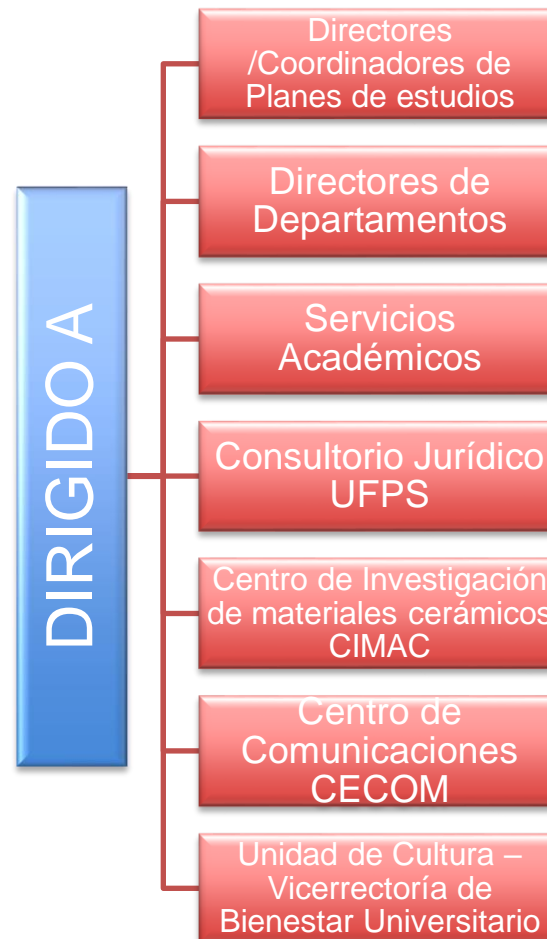 DIRIGIDO A
Directores
/Coordinadores de
Planes de estudios
Directores de
Departamentos
Servicios
Académicos
Consultorio Jurídico
UFPS
Centro de Investigación
de materiales cerámicos
CIMAC
Centro de
Comunicaciones
CECOM
Unidad de Cultura –
Vicerrectoría de
Bienestar Universitario